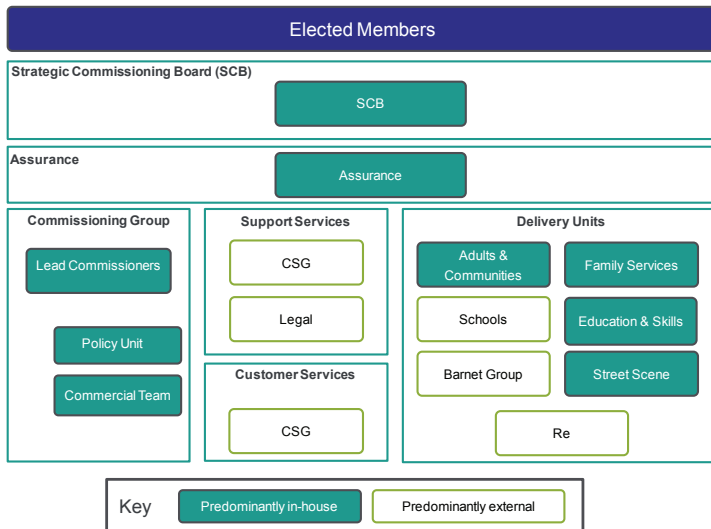 Elected Members
Strategic Commissioning Board (SCB)
SCB
Assurance
Assurance
Commissioning Group
Lead Commissioners
Policy Unit
Commercial Team
Support Services
CSG
Legal
Customer Services
CSG
Delivery Units
Adults &
Communities
Family Services
Schools
Education & Skills
Barnet Group
Street Scene
Re
Key
Predominantly in-house
Predominantly external